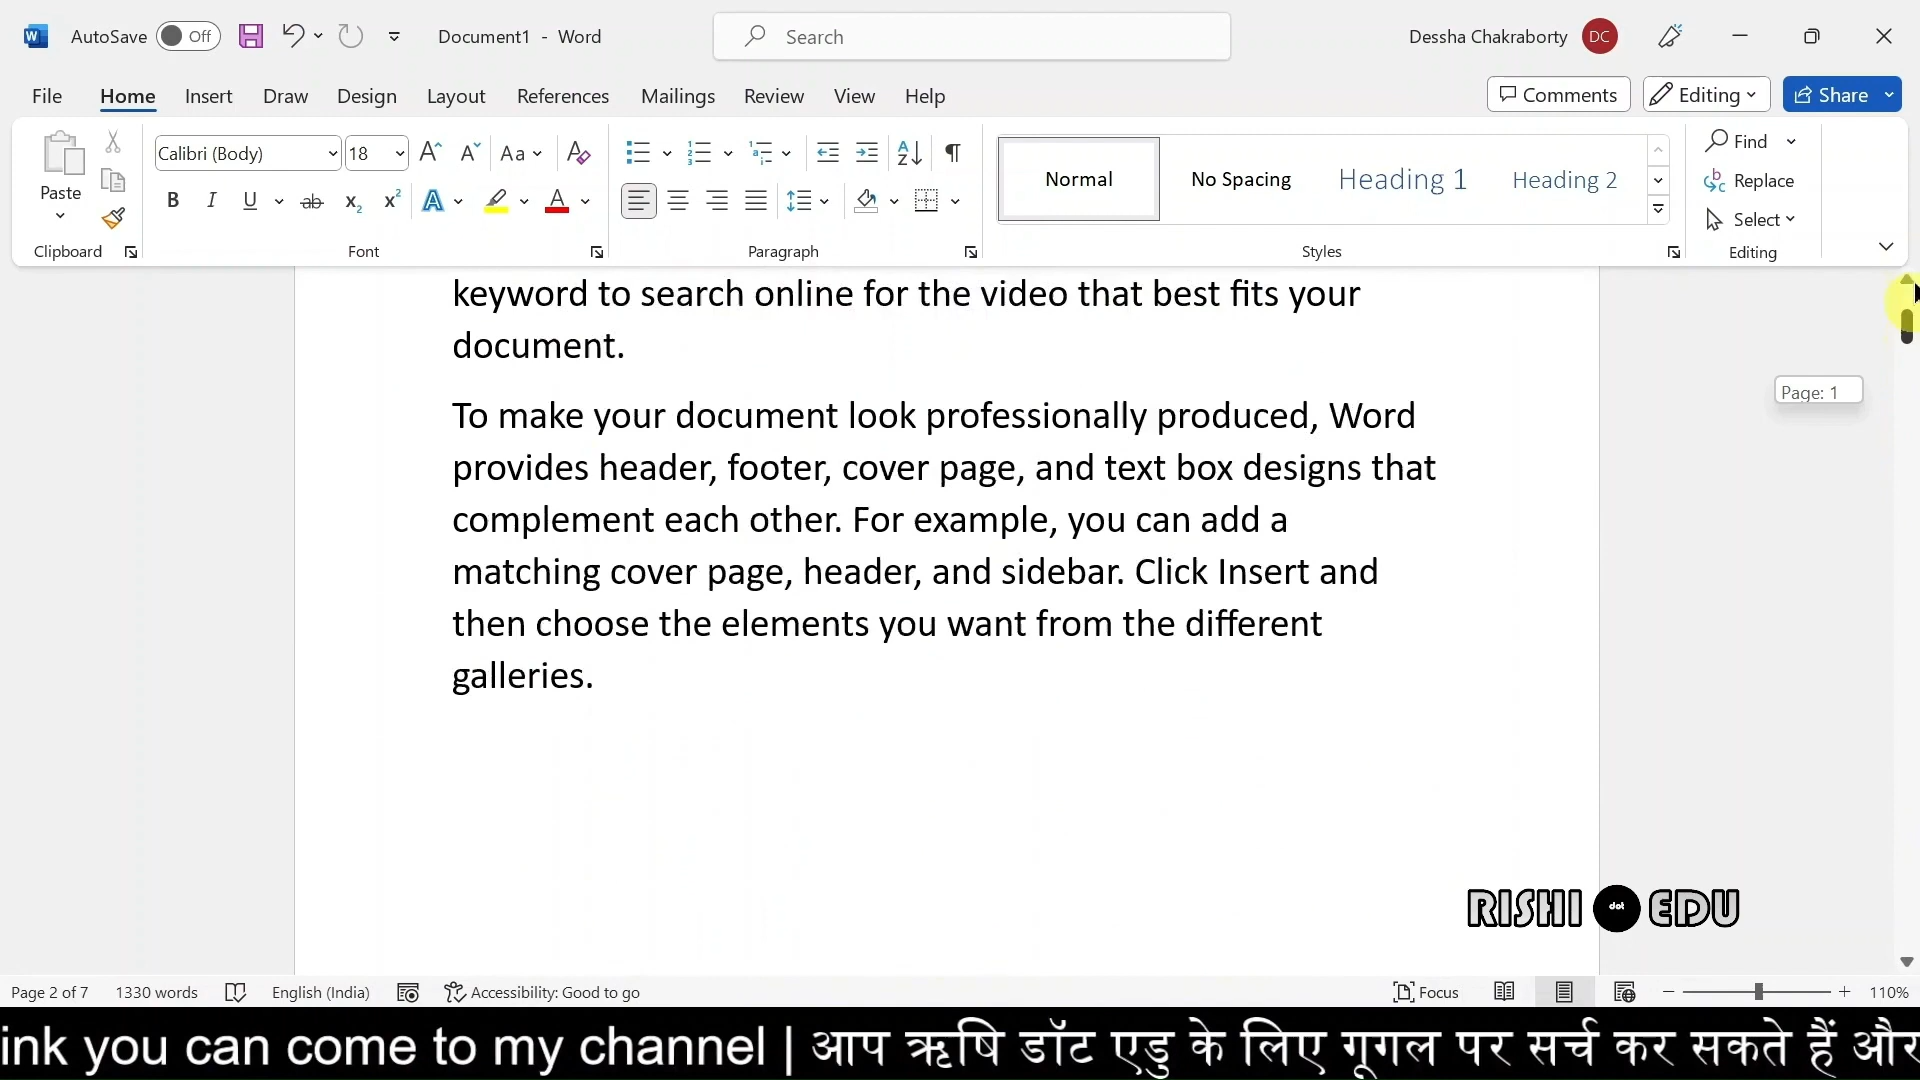 AutoSave Off Document1 - Word Search Dessha Chakraborty DC
File Home Insert Draw Design Layout References Mailings Review View Help Comments Editing Share
Paste Calibri (Body) 18 Normal No Spacing Heading 1 Heading 2 Find
Replace
Select
Clipboard Font Paragraph Styles Editing
keyword to search online for the video that best fits your
document.
Page: 1
To make your document look professionally produced, Word
provides header, footer, cover page, and text box designs that
complement each other. For example, you can add a
matching cover page, header, and sidebar. Click Insert and
then choose the elements you want from the different
galleries.
RISHI dot EDU
Page 2 of 7 1330 words English (India) Accessibility: Good to go Focus 110%
ink you can come to my channel | आप ऋषि डॉट एडु के लिए गूगल पर सर्च कर सकते हैं और